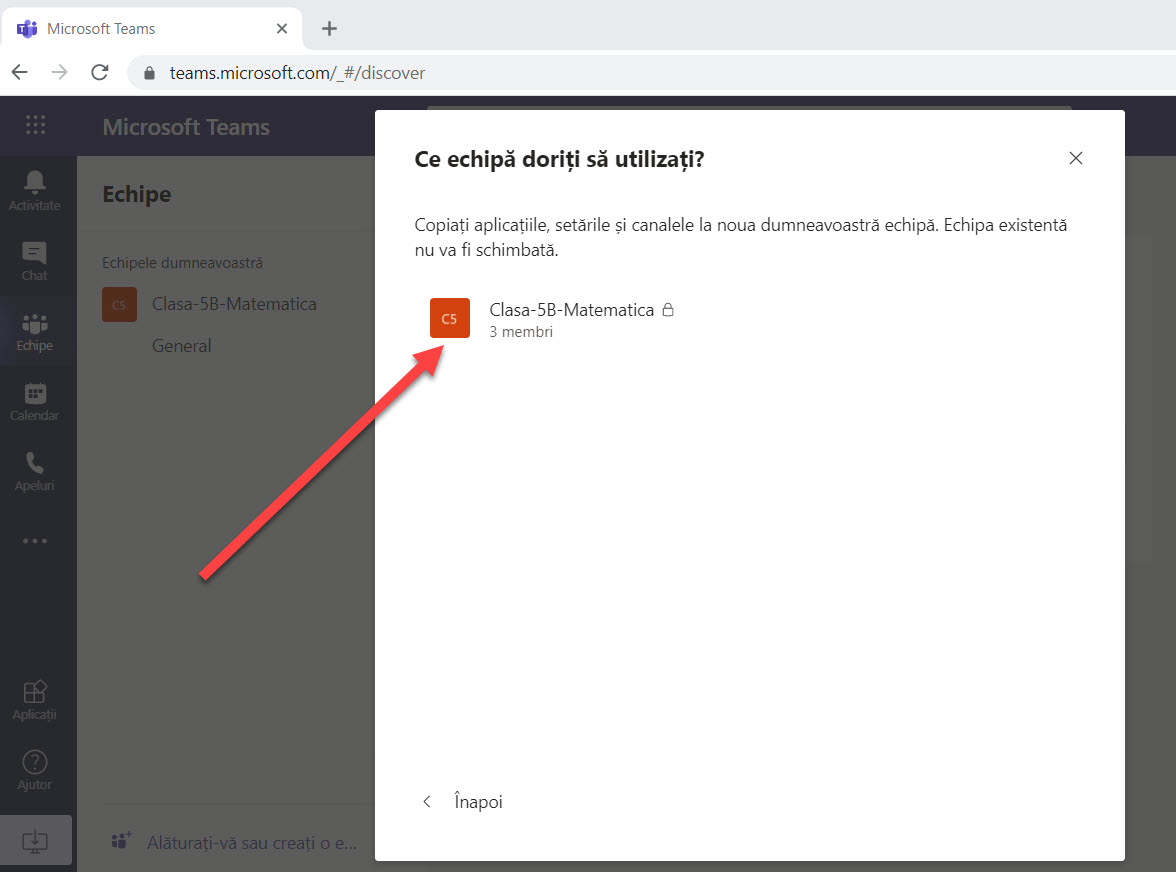 Microsoft Teams
teams.microsoft.com/_#/discover
Microsoft Teams
Activitate
Chat
Echipe
Calendar
Apeluri
Aplicații
Ajutor
Echipe
Echipele dumneavoastră
C5 Clasa-5B-Matematica
General
Alăturați-vă sau creați o e...
Ce echipă doriți să utilizați?
Copiați aplicațiile, setările și canalele la noua dumneavoastră echipă. Echipa existentă
nu va fi schimbată.
C5 Clasa-5B-Matematica
3 membri
Înapoi